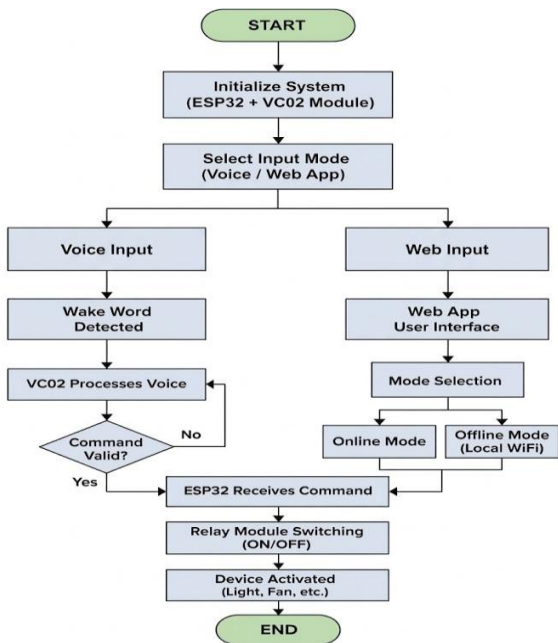 START
Initialize System
(ESP32 + VC02 Module)
Select Input Mode
(Voice / Web App)
Voice Input
Web Input
Wake Word
Detected
Web App
User Interface
VC02 Processes Voice
Mode Selection
Command
Valid?
No
Yes
Online Mode
Offline Mode
(Local WiFi)
ESP32 Receives Command
Relay Module Switching
(ON/OFF)
Device Activated
(Light, Fan, etc.)
END